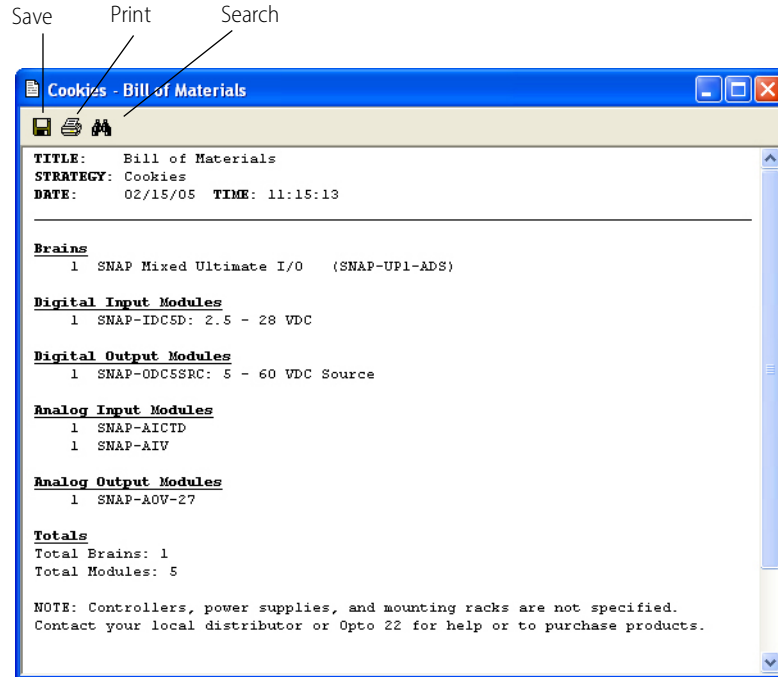 Save Print Search
Cookies - Bill of Materials
TITLE: Bill of Materials
STRATEGY: Cookies
DATE: 02/15/05 TIME: 11:15:13
Brains
1 SNAP Mixed Ultimate I/O (SNAP-UP1-ADS)
Digital Input Modules
1 SNAP-IDC5D: 2.5 - 28 VDC
Digital Output Modules
1 SNAP-ODC5SRC: 5 - 60 VDC Source
Analog Input Modules
1 SNAP-AICTD
1 SNAP-AIV
Analog Output Modules
1 SNAP-AOV-27
Totals
Total Brains: 1
Total Modules: 5
NOTE: Controllers, power supplies, and mounting racks are not specified.
Contact your local distributor or Opto 22 for help or to purchase products.